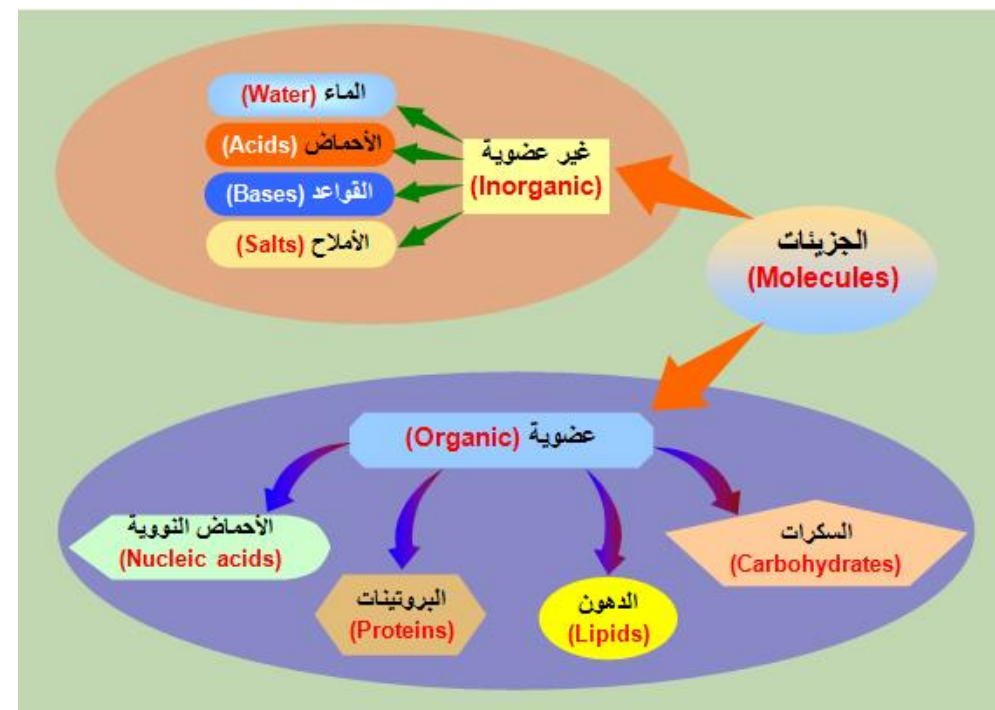 الماء (Water)
الأحماض (Acids)
القواعد (Bases)
الأملاح (Salts)
غير عضوية
(Inorganic)
الجزيئات
(Molecules)
عضوية (Organic)
السكرات
(Carbohydrates)
الدهون
(Lipids)
البروتينات
(Proteins)
الأحماض النووية
(Nucleic acids)